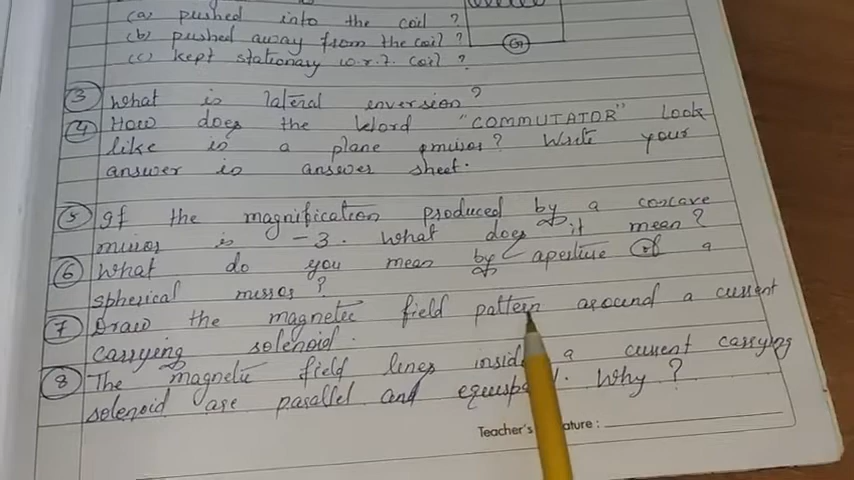 (a) pushed into the coil ?
(b) pushed away from the coil ?
G
(c) kept stationary w.r.t. coil ?
(3) What is lateral inversion ?
(4) How does the Word "COMMUTATOR" Look
like in a plane mirror? Write your
answer in answer sheet.
(5) If the magnification produced by a concave
mirror is -3. What does it mean ?
(6) What do you mean by aperture of a
spherical mirror ?
(7) Draw the magnetic field pattern around a current
carrying solenoid.
(8) The magnetic field lines inside a current carrying
solenoid are parallel and . Why ?
Teacher's